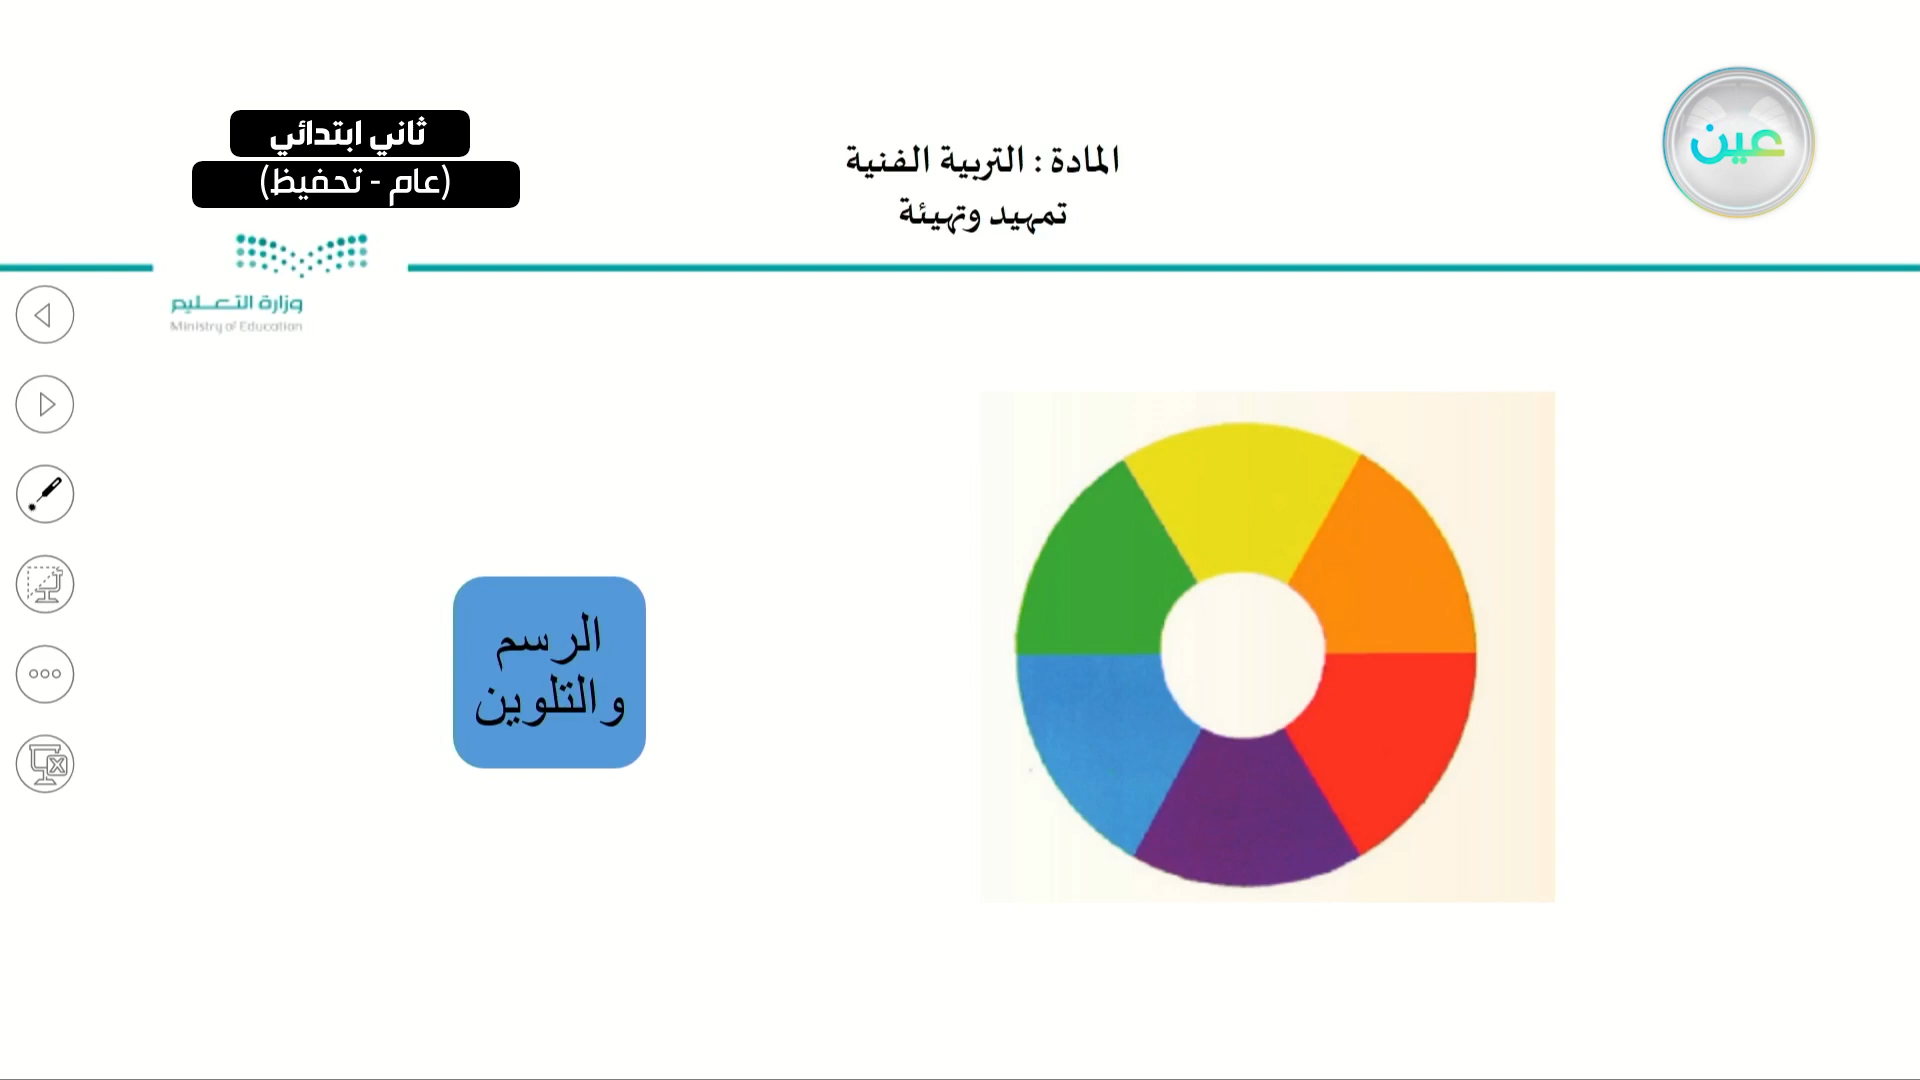 عين
المادة : التربية الفنية
تمهيد وتهيئة
ثاني ابتدائي
(عام - تحفيظ)
وزارة التعليم
Ministry of Education
الرسم
والتلوين